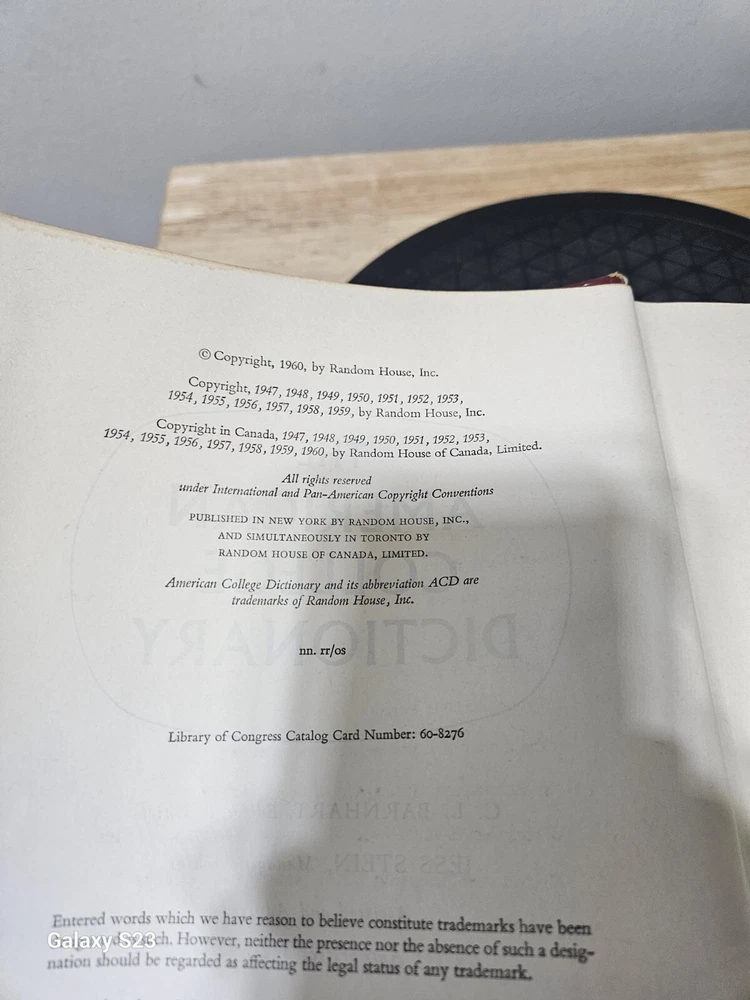 © Copyright, 1960, by Random House, Inc.
Copyright, 1947, 1948, 1949, 1950, 1951, 1952, 1953,
1954, 1955, 1956, 1957, 1958, 1959, by Random House, Inc.
Copyright in Canada, 1947, 1948, 1949, 1950, 1951, 1952, 1953,
1954, 1955, 1956, 1957, 1958, 1959, 1960, by Random House of Canada, Limited.
All rights reserved
under International and Pan-American Copyright Conventions
PUBLISHED IN NEW YORK BY RANDOM HOUSE, INC.,
AND SIMULTANEOUSLY IN TORONTO BY
RANDOM HOUSE OF CANADA, LIMITED.
American College Dictionary and its abbreviation ACD are
trademarks of Random House, Inc.
nn. rr/os
DICTIONARY
Library of Congress Catalog Card Number: 60-8276
C. L. BARNHART
JESS STEIN,
Entered words which we have reason to believe constitute trademarks have been
Galaxy S23
However, neither the presence nor the absence of such a desig-
nation should be regarded as affecting the legal status of any trademark.